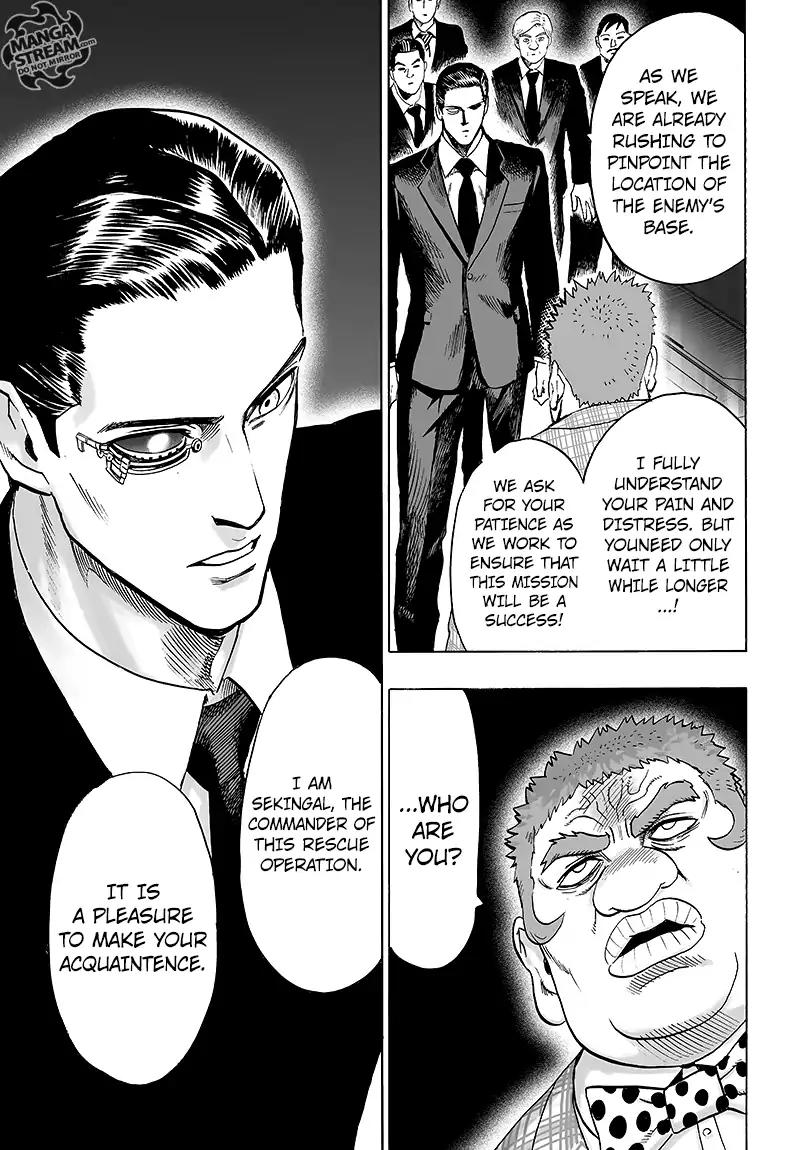 MANGA
STREAM
DO NOT MIRROR.
AS WE
SPEAK, WE
ARE ALREADY
RUSHING TO
PINPOINT THE
LOCATION OF
THE ENEMY'S
BASE.
I FULLY
UNDERSTAND
YOUR PAIN AND
DISTRESS. BUT
YOUNEED ONLY
WAIT A LITTLE
WHILE LONGER
...!
WE ASK
FOR YOUR
PATIENCE AS
WE WORK TO
ENSURE THAT
THIS MISSION
WILL BE A
SUCCESS!
...WHO
ARE
YOU?
I AM
SEKINGAL, THE
COMMANDER OF
THIS RESCUE
OPERATION.
IT IS
A PLEASURE
TO MAKE YOUR
ACQUAINTENCE.